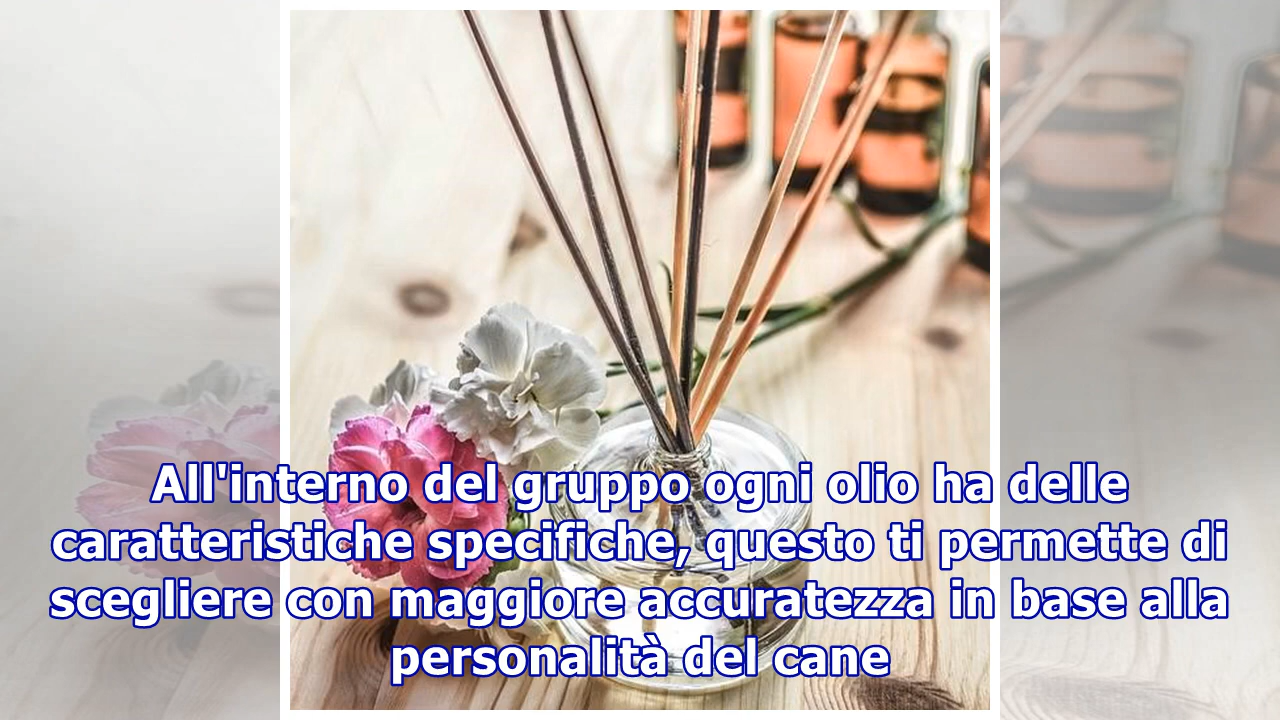 All'interno del gruppo ogni olio ha delle
caratteristiche specifiche, questo ti permette di
scegliere con maggiore accuratezza in base alla
personalità del cane